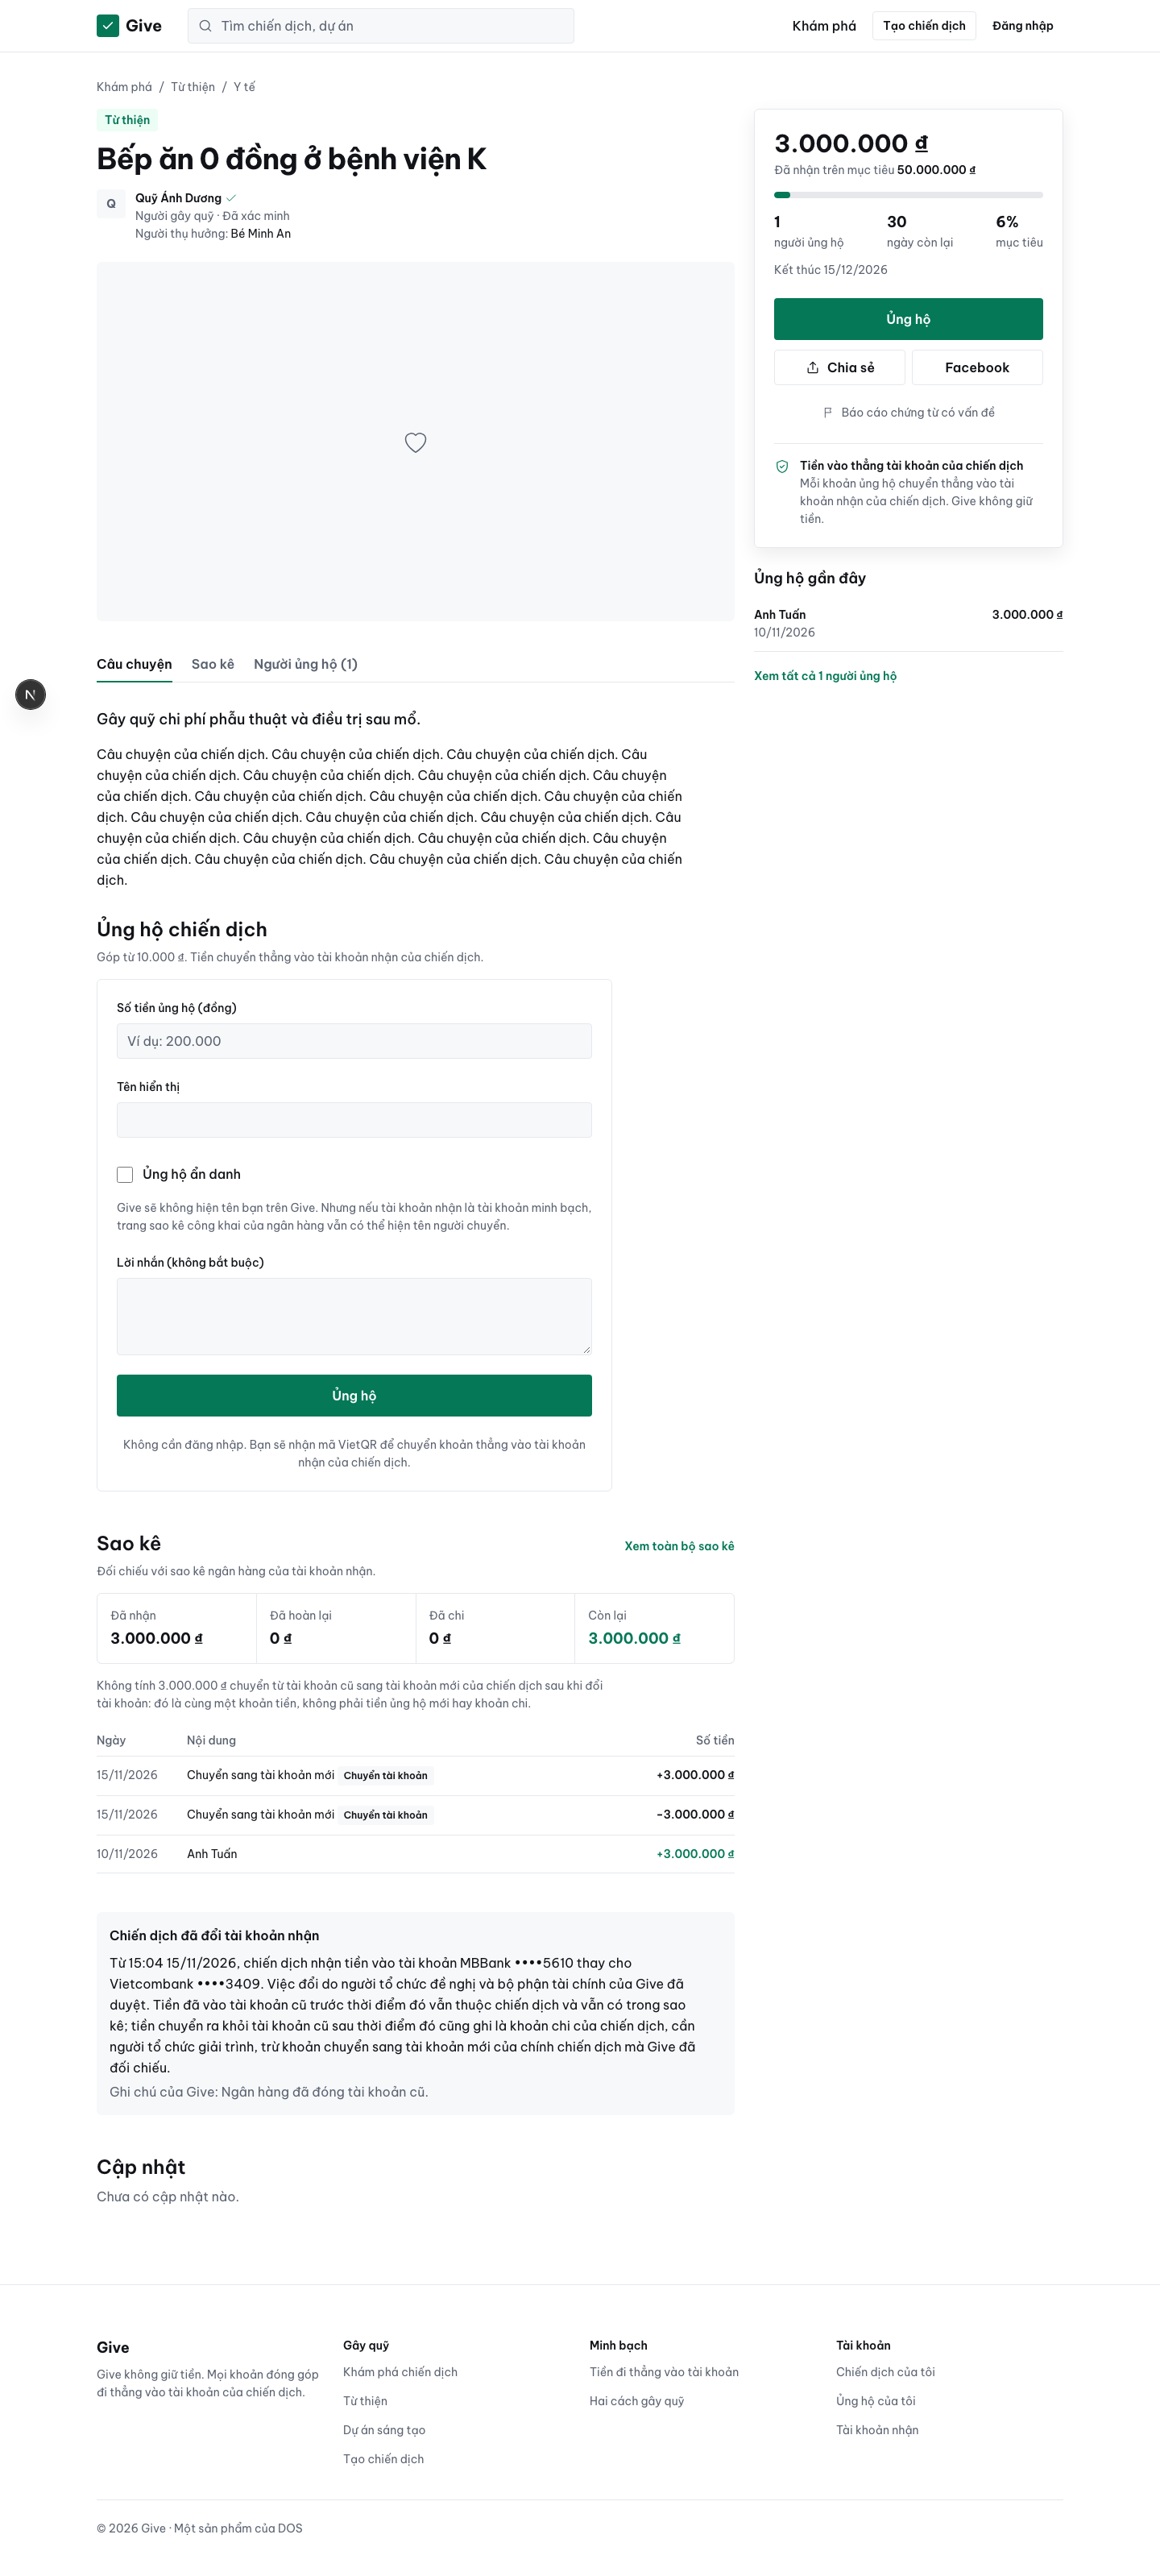 Give
Tìm chiến dịch, dự án
Khám phá
Tạo chiến dịch
Đăng nhập
Khám phá / Từ thiện / Y tế
Từ thiện
Bếp ăn 0 đồng ở bệnh viện K
Q
Quỹ Ánh Dương
Người gây quỹ · Đã xác minh
Người thụ hưởng: Bé Minh An
3.000.000 ₫
Đã nhận trên mục tiêu 50.000.000 ₫
1
người ủng hộ
30
ngày còn lại
6%
mục tiêu
Kết thúc 15/12/2026
Ủng hộ
Chia sẻ
Facebook
Báo cáo chứng từ có vấn đề
Tiền vào thẳng tài khoản của chiến dịch
Mỗi khoản ủng hộ chuyển thẳng vào tài
khoản nhận của chiến dịch. Give không giữ
tiền.
Ủng hộ gần đây
Anh Tuấn
3.000.000 ₫
10/11/2026
Xem tất cả 1 người ủng hộ
Câu chuyện
Sao kê
Người ủng hộ (1)
Gây quỹ chi phí phẫu thuật và điều trị sau mổ.
Câu chuyện của chiến dịch. Câu chuyện của chiến dịch. Câu chuyện của chiến dịch. Câu
chuyện của chiến dịch. Câu chuyện của chiến dịch. Câu chuyện của chiến dịch. Câu chuyện
của chiến dịch. Câu chuyện của chiến dịch. Câu chuyện của chiến dịch. Câu chuyện của chiến
dịch. Câu chuyện của chiến dịch. Câu chuyện của chiến dịch. Câu chuyện của chiến dịch. Câu
chuyện của chiến dịch. Câu chuyện của chiến dịch. Câu chuyện của chiến dịch. Câu chuyện
của chiến dịch. Câu chuyện của chiến dịch. Câu chuyện của chiến dịch. Câu chuyện của chiến
dịch.
Ủng hộ chiến dịch
Góp từ 10.000 ₫. Tiền chuyển thẳng vào tài khoản nhận của chiến dịch.
Số tiền ủng hộ (đồng)
Ví dụ: 200.000
Tên hiển thị
Ủng hộ ẩn danh
Give sẽ không hiện tên bạn trên Give. Nhưng nếu tài khoản nhận là tài khoản minh bạch,
trang sao kê công khai của ngân hàng vẫn có thể hiện tên người chuyển.
Lời nhắn (không bắt buộc)
Ủng hộ
Không cần đăng nhập. Bạn sẽ nhận mã VietQR để chuyển khoản thẳng vào tài khoản
nhận của chiến dịch.
Sao kê
Xem toàn bộ sao kê
Đối chiếu với sao kê ngân hàng của tài khoản nhận.
Đã nhận
3.000.000 ₫
Đã hoàn lại
0 ₫
Đã chi
0 ₫
Còn lại
3.000.000 ₫
Không tính 3.000.000 ₫ chuyển từ tài khoản cũ sang tài khoản mới của chiến dịch sau khi đổi
tài khoản: đó là cùng một khoản tiền, không phải tiền ủng hộ mới hay khoản chi.
Ngày
Nội dung
Số tiền
15/11/2026
Chuyển sang tài khoản mới Chuyển tài khoản
+3.000.000 ₫
15/11/2026
Chuyển sang tài khoản mới Chuyển tài khoản
−3.000.000 ₫
10/11/2026
Anh Tuấn
+3.000.000 ₫
Chiến dịch đã đổi tài khoản nhận
Từ 15:04 15/11/2026, chiến dịch nhận tiền vào tài khoản MBBank ••••5610 thay cho
Vietcombank ••••3409. Việc đổi do người tổ chức đề nghị và bộ phận tài chính của Give đã
duyệt. Tiền đã vào tài khoản cũ trước thời điểm đó vẫn thuộc chiến dịch và vẫn có trong sao
kê; tiền chuyển ra khỏi tài khoản cũ sau thời điểm đó cũng ghi là khoản chi của chiến dịch, cần
người tổ chức giải trình, trừ khoản chuyển sang tài khoản mới của chính chiến dịch mà Give đã
đối chiếu.
Ghi chú của Give: Ngân hàng đã đóng tài khoản cũ.
Cập nhật
Chưa có cập nhật nào.
Give
Give không giữ tiền. Mọi khoản đóng góp
đi thẳng vào tài khoản của chiến dịch.
Gây quỹ
Khám phá chiến dịch
Từ thiện
Dự án sáng tạo
Tạo chiến dịch
Minh bạch
Tiền đi thẳng vào tài khoản
Hai cách gây quỹ
Tài khoản
Chiến dịch của tôi
Ủng hộ của tôi
Tài khoản nhận
© 2026 Give · Một sản phẩm của DOS